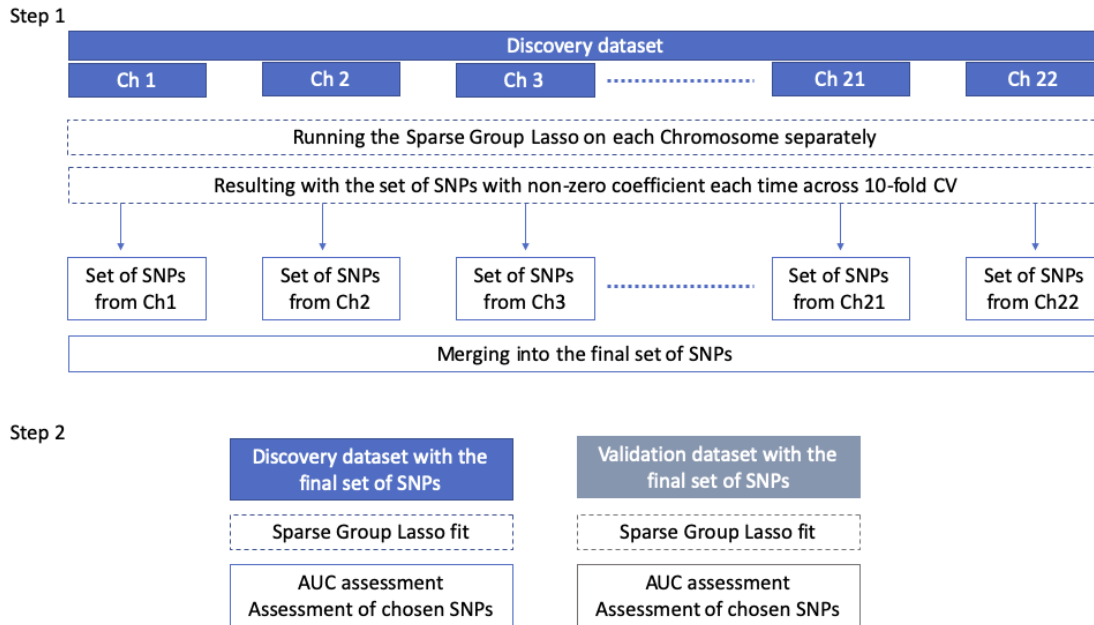 Step 1
Discovery dataset
Ch 1
Ch 2
Ch 3
Ch 21
Ch 22
Running the Sparse Group Lasso on each Chromosome separately
Resulting with the set of SNPs with non-zero coefficient each time across 10-fold CV
Set of SNPs
from Ch1
Set of SNPs
from Ch2
Set of SNPs
from Ch3
Set of SNPs
from Ch21
Set of SNPs
from Ch22
Merging into the final set of SNPs
Step 2
Discovery dataset with the
final set of SNPs
Sparse Group Lasso fit
AUC assessment
Assessment of chosen SNPs
Validation dataset with the
final set of SNPs
Sparse Group Lasso fit
AUC assessment
Assessment of chosen SNPs